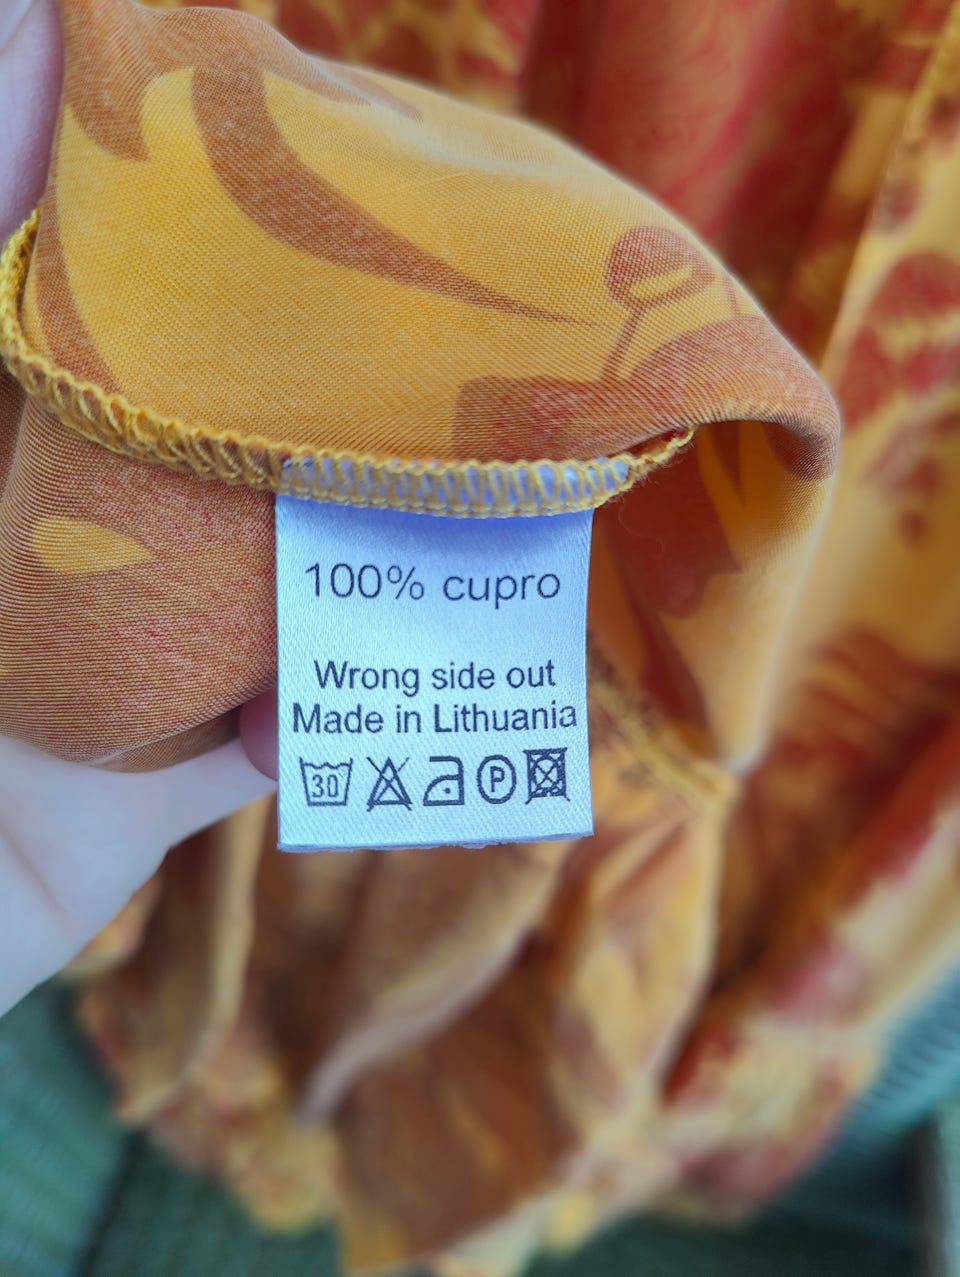 100% cupro
Wrong side out
Made in Lithuania
30 P